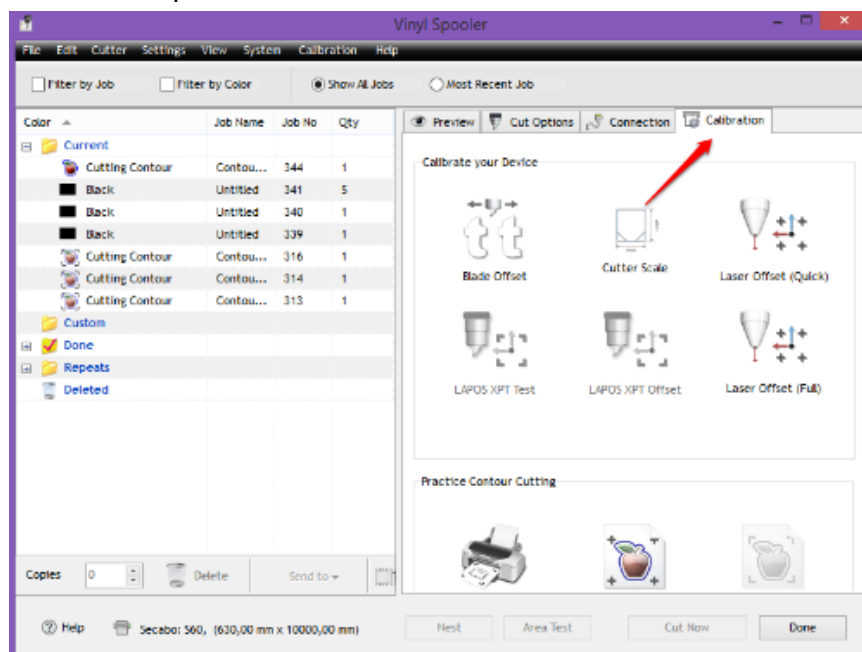 Vinyl Spooler
File Edit Cutter Settings View System Calibration Help
Filter by Job Filter by Color Show All Jobs Most Recent Job
Color Job Name Job No Qty
Preview Cut Options Connection Calibration
Current
Cutting Contour Contou... 344 1
Black Untitled 341 5
Black Untitled 340 1
Black Untitled 339 1
Cutting Contour Contou... 316 1
Cutting Contour Contou... 314 1
Cutting Contour Contou... 313 1
Custom
Done
Repeats
Deleted
Calibrate your Device
tt
Blade Offset Cutter Scale Laser Offset (Quick)
LAPOS XPT Test LAPOS XPT Offset Laser Offset (Full)
Practice Contour Cutting
Copies 0 Delete Send to
Help Secabo: S60, (630,00 mm x 10000,00 mm) Nest Area Test Cut Now Done